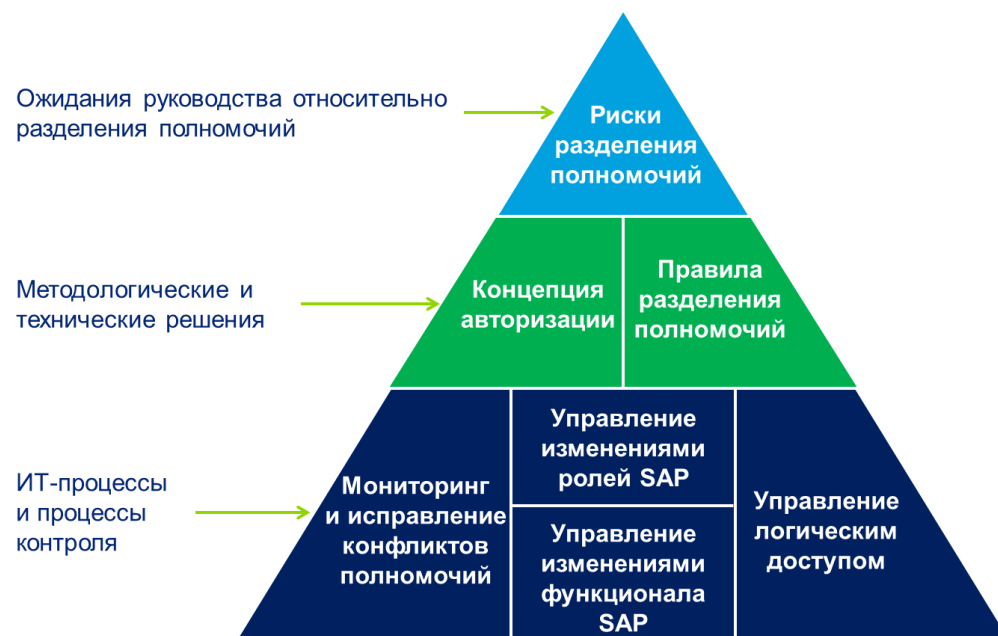 Ожидания руководства относительно
разделения полномочий
Риски
разделения
полномочий
Методологические и
технические решения
Концепция
авторизации
Правила
разделения
полномочий
ИТ-процессы
и процессы
контроля
Мониторинг
и исправление
конфликтов
полномочий
Управление
изменениями
ролей SAP
Управление
изменениями
функционала
SAP
Управление
логическим
доступом